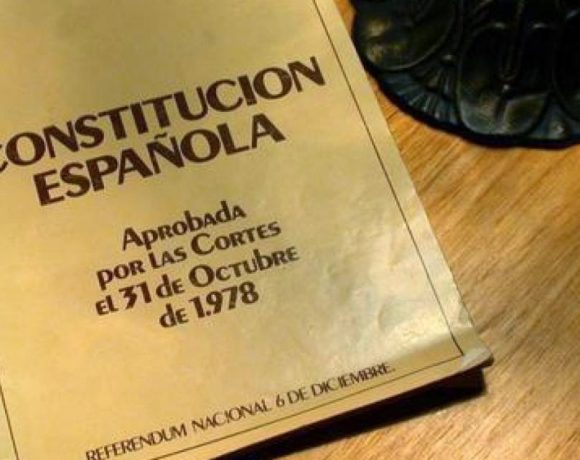 CONSTITUCION
ESPAÑOLA
APROBADA
POR LAS CORTES
EL 31 DE OCTUBRE
DE 1.978
REFERENDUM NACIONAL 6 DE DICIEMBRE.